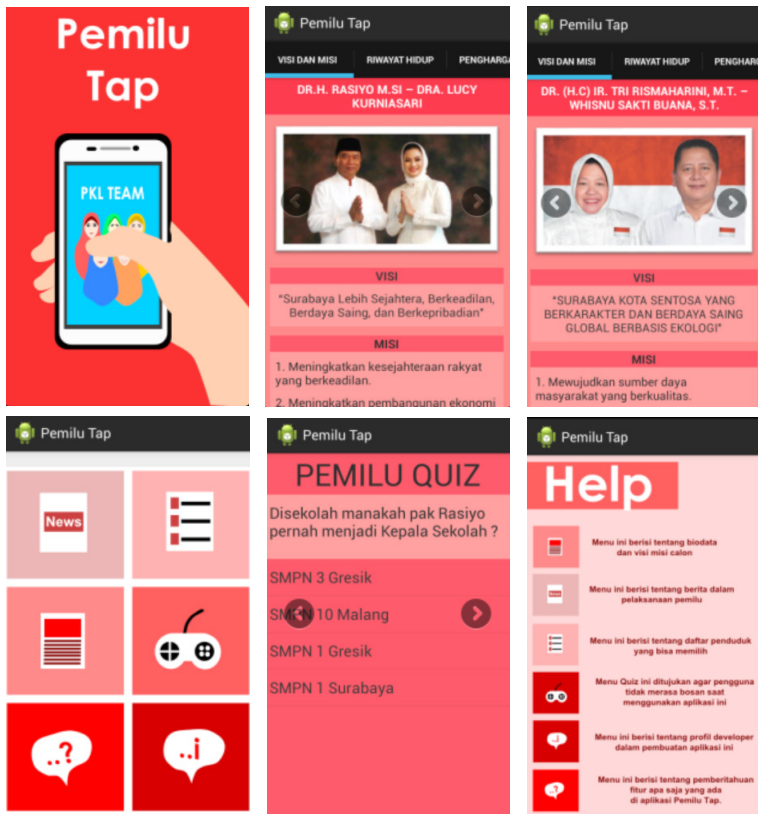 Pemilu
Tap
PKL TEAM
Pemilu Tap
VISI DAN MISI
RIWAYAT HIDUP
PENGHARGA
DR.H. RASIYO M.SI – DRA. LUCY
KURNIASARI
VISI
“Surabaya Lebih Sejahtera, Berkeadilan,
Berdaya Saing, dan Berkepribadian”
MISI
1. Meningkatkan kesejahteraan rakyat
yang berkeadilan.
2. Meningkatkan pembangunan ekonomi
Pemilu Tap
VISI DAN MISI
RIWAYAT HIDUP
PENGHARG
DR. (H.C) IR. TRI RISMAHARINI, M.T. –
WHISNU SAKTI BUANA, S.T.
VISI
“SURABAYA KOTA SENTOSA YANG
BERKARAKTER DAN BERDAYA SAING
GLOBAL BERBASIS EKOLOGI”
MISI
1. Mewujudkan sumber daya
masyarakat yang berkualitas.
Pemilu Tap
News
..?
..i
Pemilu Tap
PEMILU QUIZ
Disekolah manakah pak Rasiyo
pernah menjadi Kepala Sekolah ?
SMPN 3 Gresik
SMPN 10 Malang
SMPN 1 Gresik
SMPN 1 Surabaya
Pemilu Tap
Help
Menu ini berisi tentang biodata
dan visi misi calon
News
Menu ini berisi tentang berita dalam
pelaksanaan pemilu
Menu ini berisi tentang daftar penduduk
yang bisa memilih
Menu Quiz ini ditujukan agar pengguna
tidak merasa bosan saat
menggunakan aplikasi ini
..i
Menu ini berisi tentang profil developer
dalam pembuatan aplikasi ini
..?
Menu ini berisi tentang pemberitahuan
fitur apa saja yang ada
di aplikasi Pemilu Tap.